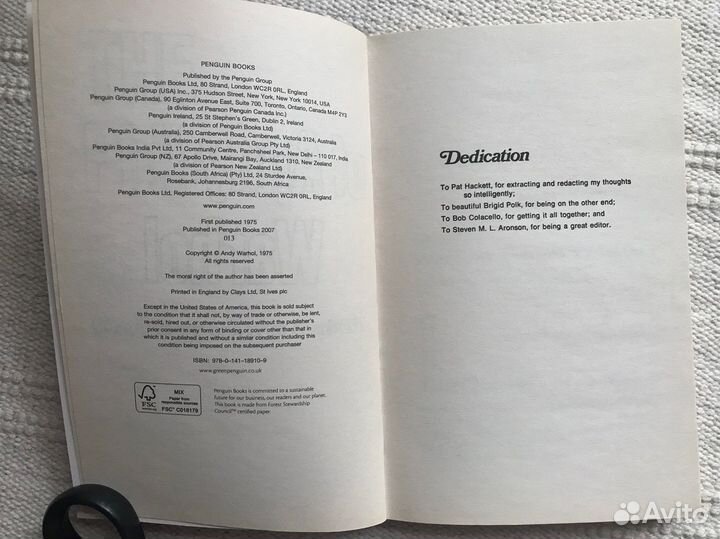 PENGUIN BOOKS
Published by the Penguin Group
Penguin Books Ltd, 80 Strand, London WC2R 0RL, England
Penguin Group (USA) Inc., 375 Hudson Street, New York, New York 10014, USA
Penguin Group (Canada), 90 Eglinton Avenue East, Suite 700, Toronto, Ontario, Canada M4P 2Y3
(a division of Pearson Penguin Canada Inc.)
Penguin Ireland, 25 St Stephen's Green, Dublin 2, Ireland
(a division of Penguin Books Ltd)
Penguin Group (Australia), 250 Camberwell Road, Camberwell, Victoria 3124, Australia
(a division of Pearson Australia Group Pty Ltd)
Penguin Books India Pvt Ltd, 11 Community Centre, Panchsheel Park, New Delhi – 110 017, India
Penguin Group (NZ), 67 Apollo Drive, Mairangi Bay, Auckland 1310, New Zealand
(a division of Pearson New Zealand Ltd)
Penguin Books (South Africa) (Pty) Ltd, 24 Sturdee Avenue,
Rosebank, Johannesburg 2196, South Africa
Penguin Books Ltd, Registered Offices: 80 Strand, London WC2R 0RL, England
www.penguin.com
First published 1975
Published in Penguin Books 2007
013
Copyright © Andy Warhol, 1975
All rights reserved
The moral right of the author has been asserted
Printed in England by Clays Ltd, St Ives plc
Except in the United States of America, this book is sold subject
to the condition that it shall not, by way of trade or otherwise, be lent,
re-sold, hired out, or otherwise circulated without the publisher's
prior consent in any form of binding or cover other than that in
which it is published and without a similar condition including this
condition being imposed on the subsequent purchaser
ISBN: 978-0-141-18910-9
www.greenpenguin.co.uk
FSC
MIX
Paper from
responsible sources
FSC® C018179
Penguin Books is committed to a sustainable
future for our business, our readers and our planet.
This book is made from Forest Stewardship
Council™ certified paper.
Dedication
To Pat Hackett, for extracting and redacting my thoughts
so intelligently;
To beautiful Brigid Polk, for being on the other end;
To Bob Colacello, for getting it all together; and
To Steven M. L. Aronson, for being a great editor.
Avito